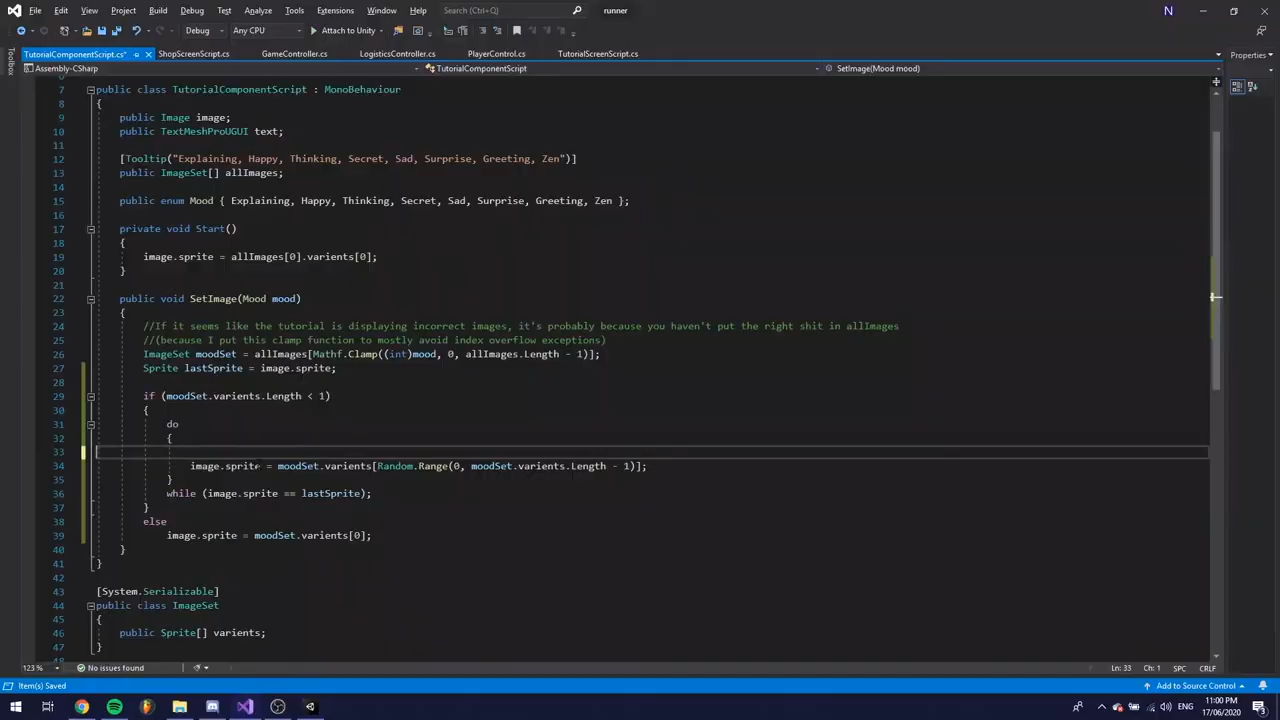 File Edit View Project Build Debug Test Analyze Tools Extensions Window Help Search (Ctrl+Q) runner N
Debug Any CPU Attach to Unity
TutorialComponentScript.cs* ShopScreenScript.cs GameController.cs LogisticsController.cs PlayerControl.cs TutorialScreenScript.cs Properties
Toolbox
Assembly-CSharp TutorialComponentScript SetImage(Mood mood)
7 public class TutorialComponentScript : MonoBehaviour
8 {
9 public Image image;
10 public TextMeshProUGUI text;
11
12 [Tooltip("Explaining, Happy, Thinking, Secret, Sad, Surprise, Greeting, Zen")]
13 public ImageSet[] allImages;
14
15 public enum Mood { Explaining, Happy, Thinking, Secret, Sad, Surprise, Greeting, Zen };
16
17 private void Start()
18 {
19 image.sprite = allImages[0].varients[0];
20 }
21
22 public void SetImage(Mood mood)
23 {
24 //If it seems like the tutorial is displaying incorrect images, it's probably because you haven't put the right shit in allImages
25 //(because I put this clamp function to mostly avoid index overflow exceptions)
26 ImageSet moodSet = allImages[Mathf.Clamp((int)mood, 0, allImages.Length - 1)];
27 Sprite lastSprite = image.sprite;
28
29 if (moodSet.varients.Length < 1)
30 {
31 do
32 {
33
34 image.sprite = moodSet.varients[Random.Range(0, moodSet.varients.Length - 1)];
35 }
36 while (image.sprite == lastSprite);
37 }
38 else
39 image.sprite = moodSet.varients[0];
40 }
41 }
42
43 [System.Serializable]
44 public class ImageSet
45 {
46 public Sprite[] varients;
47 }
48
123 % No issues found Ln: 33 Ch: 1 SPC CRLF
Item(s) Saved Add to Source Control
ENG 11:00 PM
17/06/2020 3